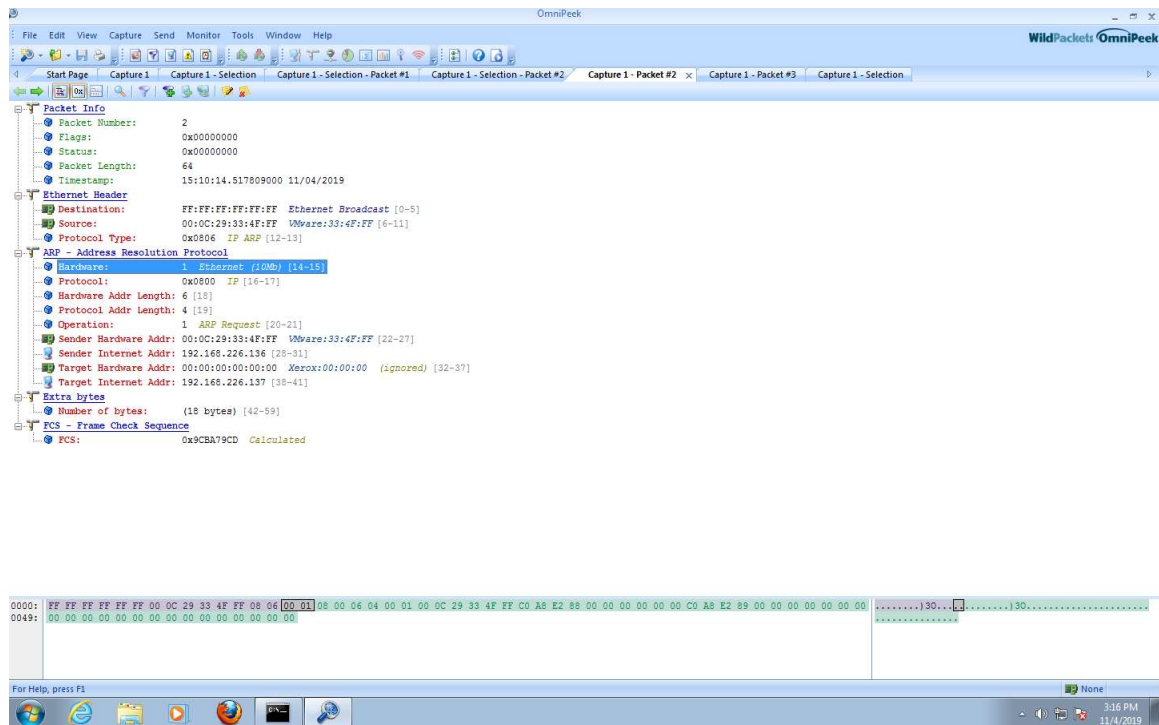 OmniPeek
File Edit View Capture Send Monitor Tools Window Help
WildPackets OmniPeek
Start Page Capture 1 Capture 1 - Selection Capture 1 - Selection - Packet #1 Capture 1 - Selection - Packet #2 Capture 1 - Packet #2 x Capture 1 - Packet #3 Capture 1 - Selection
Packet Info
Packet Number: 2
Flags: 0x00000000
Status: 0x00000000
Packet Length: 64
Timestamp: 15:10:14.517809000 11/04/2019
Ethernet Header
Destination: FF:FF:FF:FF:FF:FF Ethernet Broadcast [0-5]
Source: 00:0C:29:33:4F:FF VMware:33:4F:FF [6-11]
Protocol Type: 0x0806 IP ARP [12-13]
ARP - Address Resolution Protocol
Hardware: 1 Ethernet (10Mb) [14-15]
Protocol: 0x0800 IP [16-17]
Hardware Addr Length: 6 [18]
Protocol Addr Length: 4 [19]
Operation: 1 ARP Request [20-21]
Sender Hardware Addr: 00:0C:29:33:4F:FF VMware:33:4F:FF [22-27]
Sender Internet Addr: 192.168.226.136 [28-31]
Target Hardware Addr: 00:00:00:00:00:00 Xerox:00:00:00 (ignored) [32-37]
Target Internet Addr: 192.168.226.137 [38-41]
Extra bytes
Number of bytes: (18 bytes) [42-59]
FCS - Frame Check Sequence
FCS: 0x9CBA79CD Calculated
0000: FF FF FF FF FF FF 00 0C 29 33 4F FF 08 06 00 01 08 00 06 04 00 01 00 0C 29 33 4F FF C0 A8 E2 88 00 00 00 00 00 00 C0 A8 E2 89 00 00 00 00 00 00 00 ........)3O...............)3O.....................
0049: 00 00 00 00 00 00 00 00 00 00 00 00 00 00 00 ...............
For Help, press F1
None
3:16 PM
11/4/2019